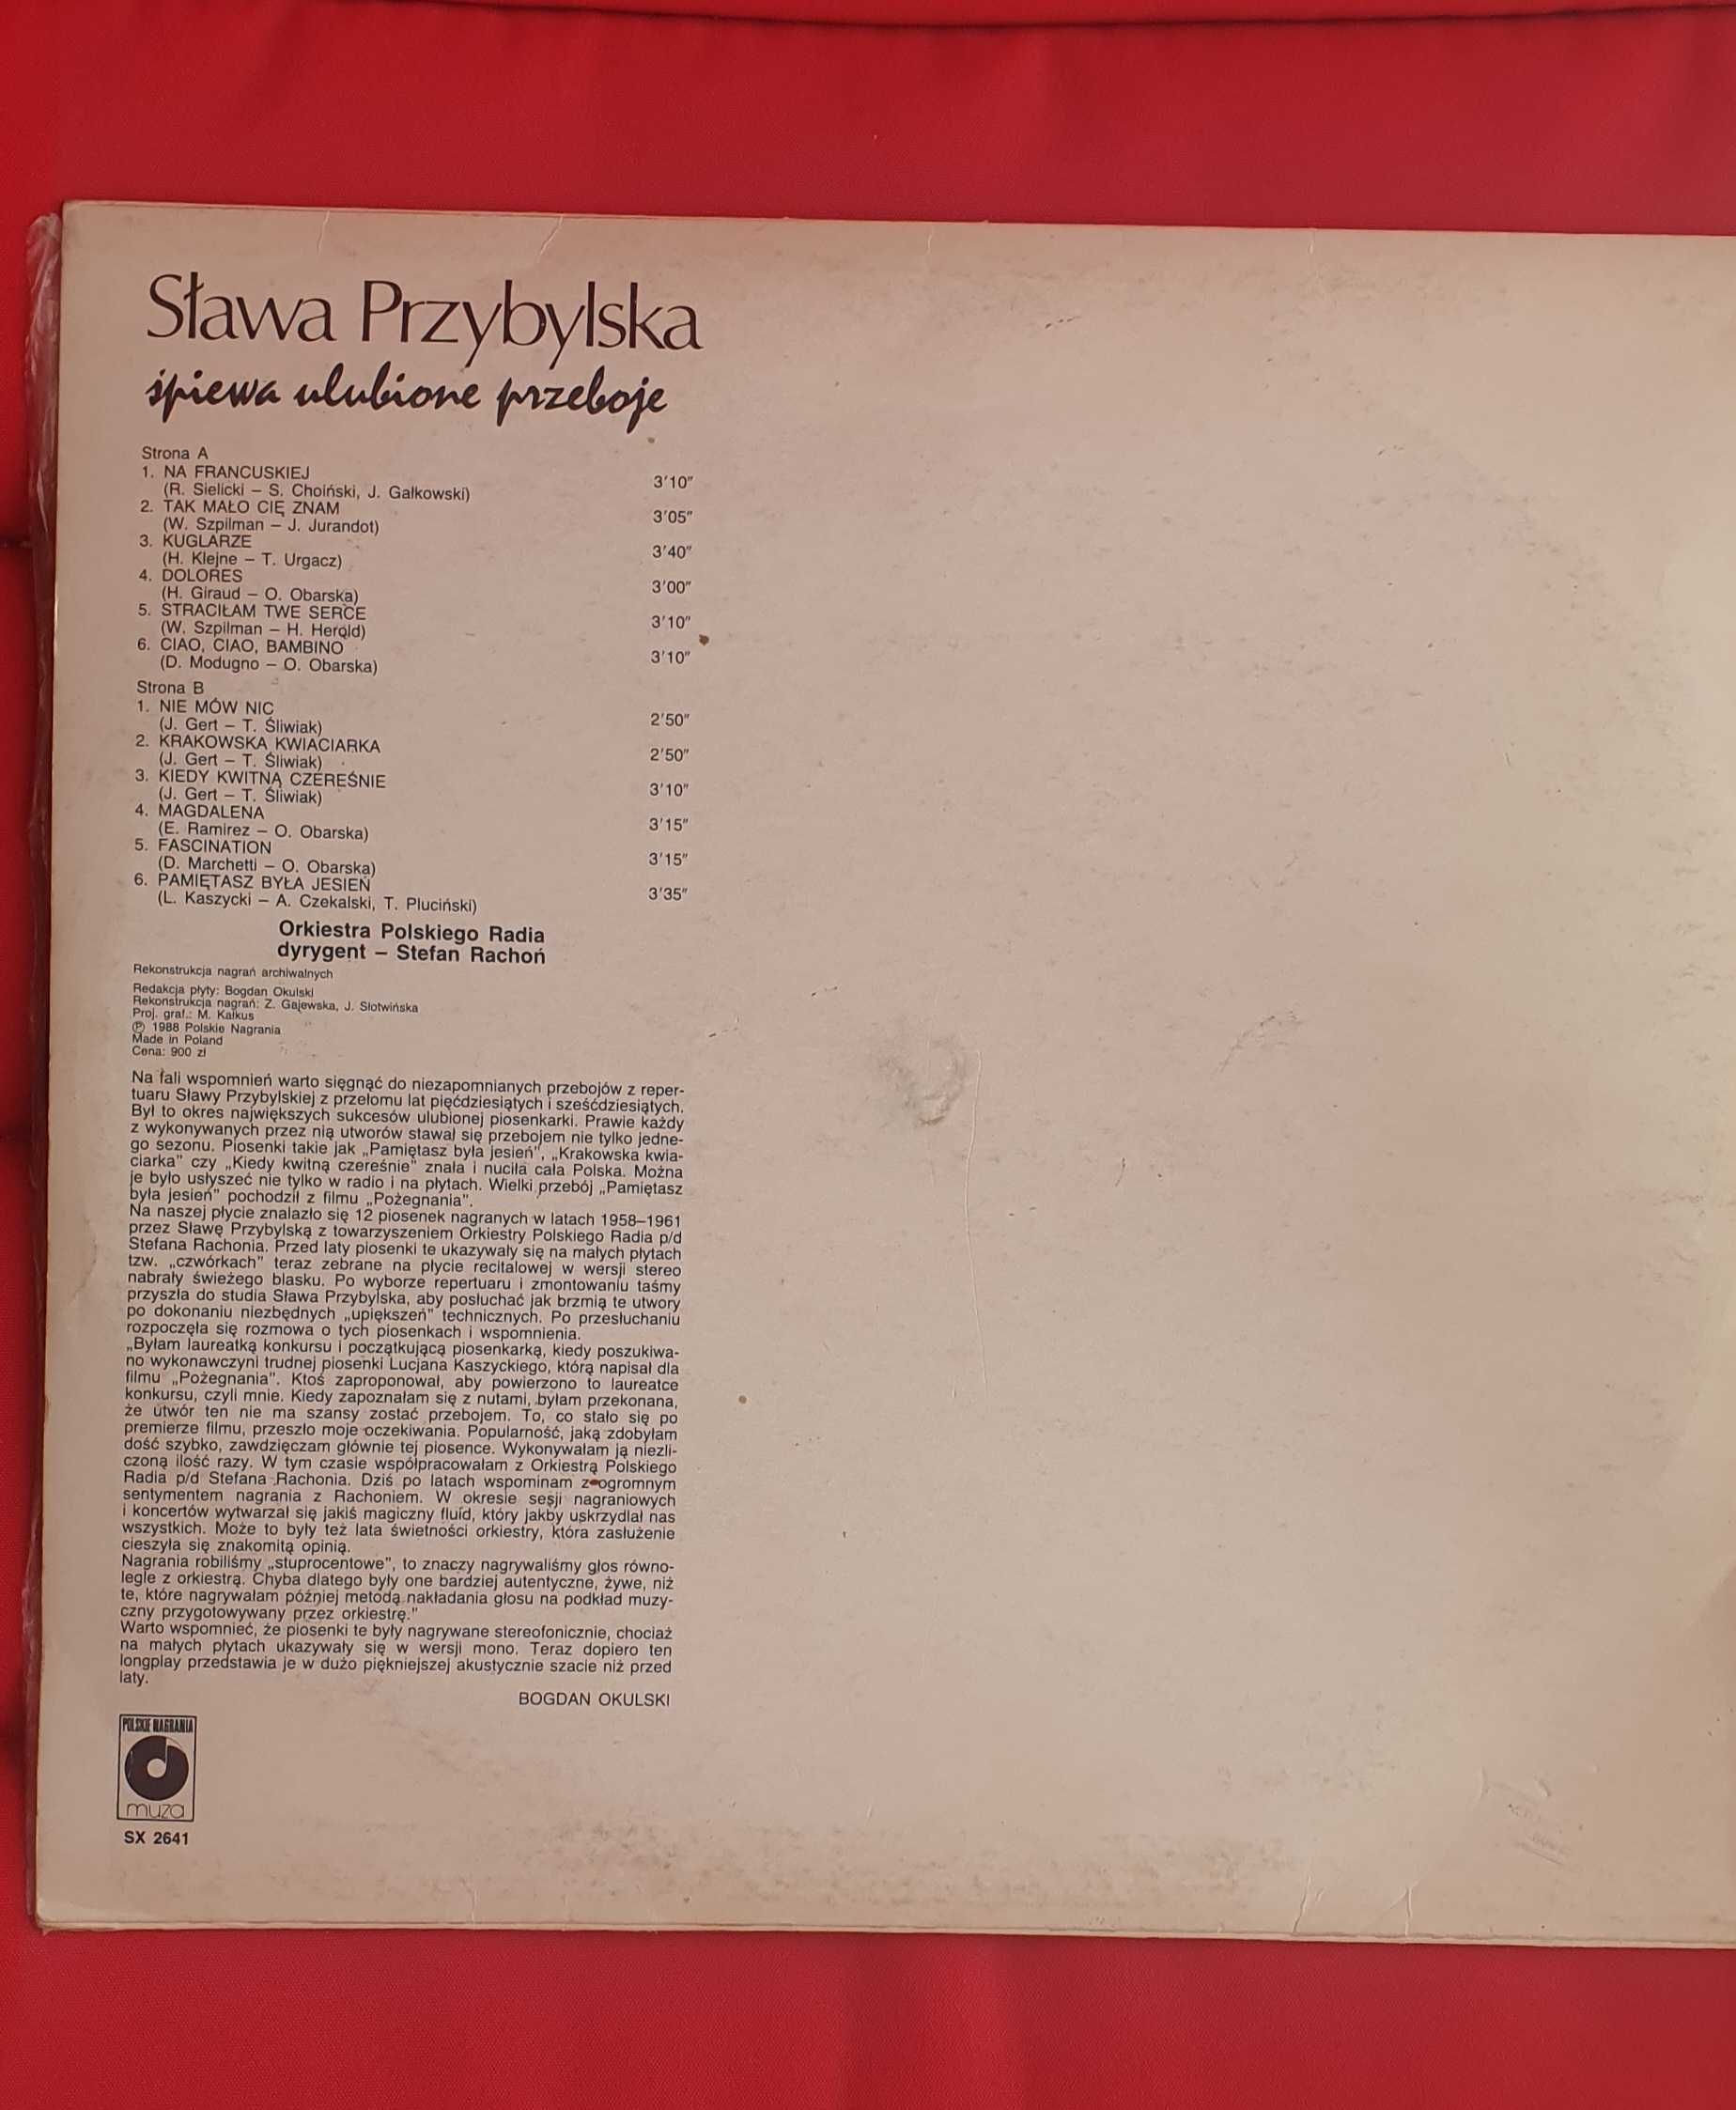 Sława Przybylska
śpiewa ulubione przeboje
Strona A
1. NA FRANCUSKIEJ
(R. Sielicki – S. Choiński, J. Gałkowski) 3'10"
2. TAK MAŁO CIĘ ZNAM
(W. Szpilman – J. Jurandot) 3'05"
3. KUGLARZE
(H. Klejne – T. Urgacz) 3'40"
4. DOLORES
(H. Giraud – O. Obarska) 3'00"
5. STRACIŁAM TWE SERCE
(W. Szpilman – H. Herold) 3'10"
6. CIAO, CIAO, BAMBINO
(D. Modugno – O. Obarska) 3'10"
Strona B
1. NIE MÓW NIC
(J. Gert – T. Śliwiak) 2'50"
2. KRAKOWSKA KWIACIARKA
(J. Gert – T. Śliwiak) 2'50"
3. KIEDY KWITNĄ CZEREŚNIE
(J. Gert – T. Śliwiak) 3'10"
4. MAGDALENA
(E. Ramirez – O. Obarska) 3'15"
5. FASCINATION
(D. Marchetti – O. Obarska) 3'15"
6. PAMIĘTASZ BYŁA JESIEŃ
(L. Kaszycki – A. Czekalski, T. Pluciński) 3'35"
Orkiestra Polskiego Radia
dyrygent – Stefan Rachoń
Rekonstrukcja nagrań archiwalnych
Redakcja płyty: Bogdan Okulski
Rekonstrukcja nagrań: Z. Gajewska, J. Słotwińska
Proj. graf.: M. Kalkus
℗ 1988 Polskie Nagrania
Made in Poland
Cena: 900 zł
Na fali wspomnień warto sięgnąć do niezapomnianych przebojów z reper-
tuaru Sławy Przybylskiej z przełomu lat pięćdziesiątych i sześćdziesiątych.
Był to okres największych sukcesów ulubionej piosenkarki. Prawie każdy
z wykonywanych przez nią utworów stawał się przebojem nie tylko jedne-
go sezonu. Piosenki takie jak „Pamiętasz była jesień", „Krakowska kwia-
ciarka" czy „Kiedy kwitną czereśnie" znała i nuciła cała Polska. Można
je było usłyszeć nie tylko w radio i na płytach. Wielki przebój „Pamiętasz
była jesień" pochodził z filmu „Pożegnania".
Na naszej płycie znalazło się 12 piosenek nagranych w latach 1958–1961
przez Sławę Przybylską z towarzyszeniem Orkiestry Polskiego Radia p/d
Stefana Rachonia. Przed laty piosenki te ukazywały się na małych płytach
tzw. „czwórkach" teraz zebrane na płycie recitalowej w wersji stereo
nabrały świeżego blasku. Po wyborze repertuaru i zmontowaniu taśmy
przyszła do studia Sława Przybylska, aby posłuchać jak brzmią te utwory
po dokonaniu niezbędnych „upiększeń" technicznych. Po przesłuchaniu
rozpoczęła się rozmowa o tych piosenkach i wspomnienia.
„Byłam laureatką konkursu i początkującą piosenkarką, kiedy poszukiwa-
no wykonawczyni trudnej piosenki Lucjana Kaszyckiego, którą napisał dla
filmu „Pożegnania". Ktoś zaproponował, aby powierzono to laureatce
konkursu, czyli mnie. Kiedy zapoznałam się z nutami, byłam przekonana,
że utwór ten nie ma szansy zostać przebojem. To, co stało się po
premierze filmu, przeszło moje oczekiwania. Popularność, jaką zdobyłam
dość szybko, zawdzięczam głównie tej piosence. Wykonywałam ją niezli-
czoną ilość razy. W tym czasie współpracowałam z Orkiestrą Polskiego
Radia p/d Stefana Rachonia. Dziś po latach wspominam z ogromnym
sentymentem nagrania z Rachoniem. W okresie sesji nagraniowych
i koncertów wytwarzał się jakiś magiczny fluid, który jakby uskrzydlał nas
wszystkich. Może to były też lata świetności orkiestry, która zasłużenie
cieszyła się znakomitą opinią.
Nagrania robiliśmy „stuprocentowe", to znaczy nagrywaliśmy głos równo-
legle z orkiestrą. Chyba dlatego były one bardziej autentyczne, żywe, niż
te, które nagrywałam później metodą nakładania głosu na podkład muzy-
czny przygotowywany przez orkiestrę."
Warto wspomnieć, że piosenki te były nagrywane stereofonicznie, chociaż
na małych płytach ukazywały się w wersji mono. Teraz dopiero ten
longplay przedstawia je w dużo piękniejszej akustycznie szacie niż przed
laty.
BOGDAN OKULSKI
POLSKIE NAGRANIA
muza
SX 2641